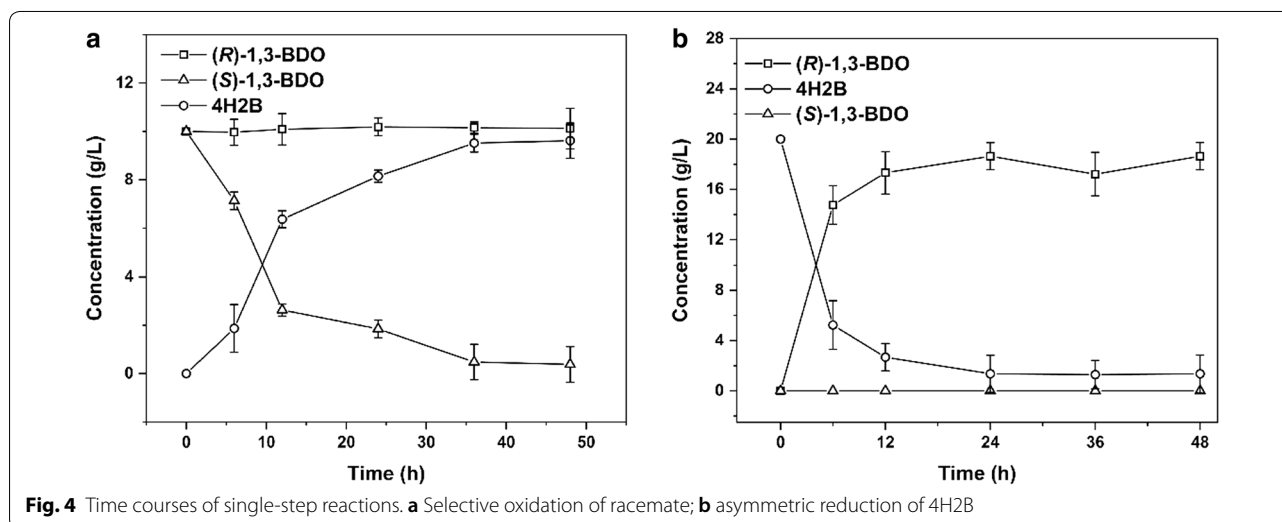 a
(R)-1,3-BDO
(S)-1,3-BDO
4H2B
12
8
4
0
Concentration (g/L)
0
10
20
30
40
50
Time (h)
b
(R)-1,3-BDO
4H2B
(S)-1,3-BDO
28
24
20
16
12
8
4
0
Concentration (g/L)
0
12
24
36
48
Time (h)
Fig. 4 Time courses of single-step reactions. a Selective oxidation of racemate; b asymmetric reduction of 4H2B